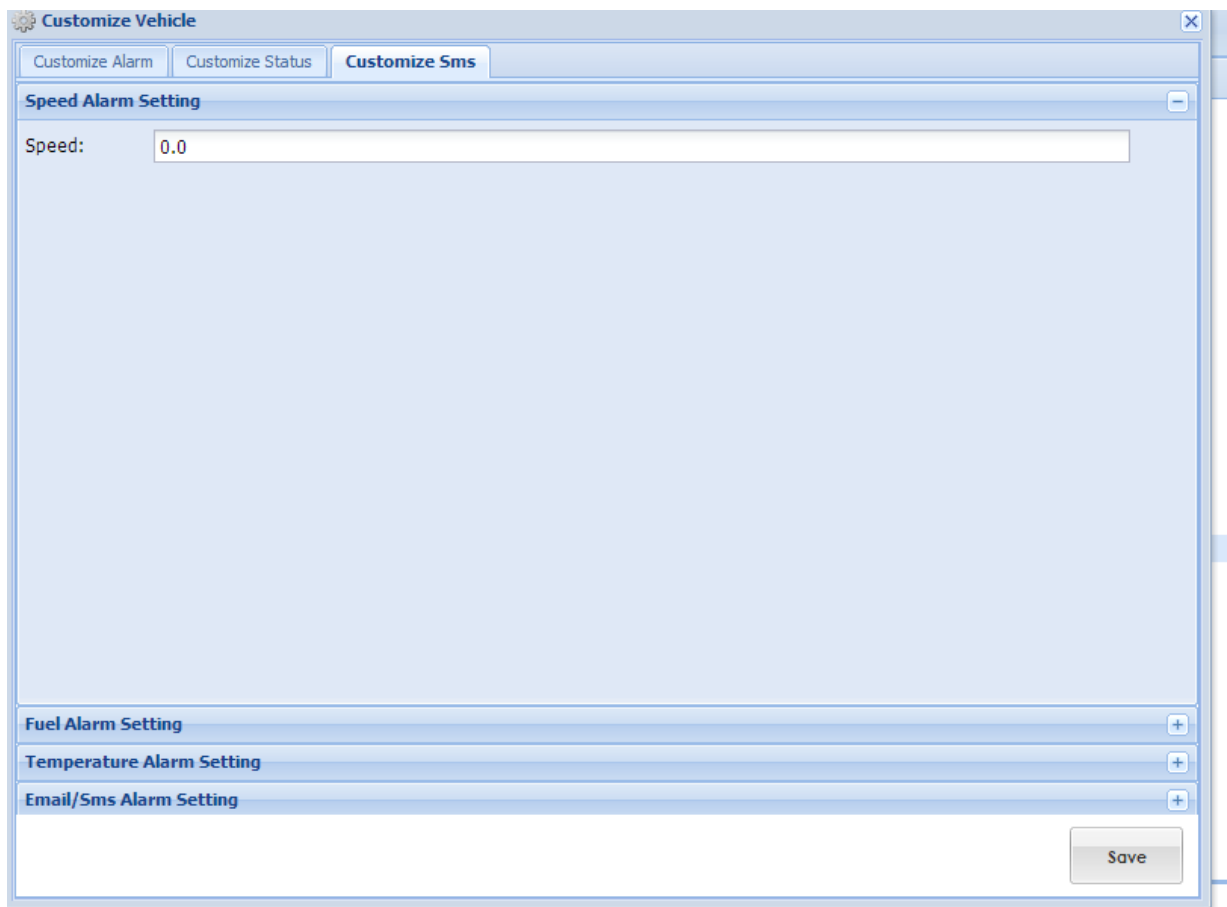 Customize Vehicle
Customize Alarm Customize Status Customize Sms
Speed Alarm Setting
Speed: 0.0
Fuel Alarm Setting
Temperature Alarm Setting
Email/Sms Alarm Setting
Save